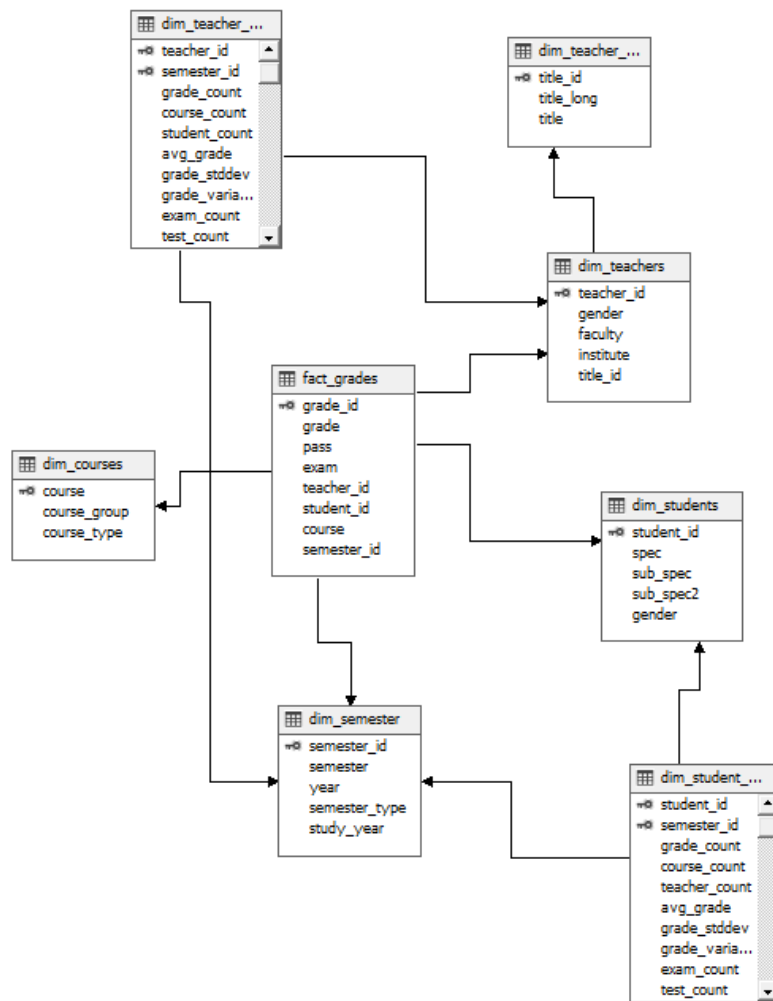 dim_teacher_...
teacher_id
semester_id
grade_count
course_count
student_count
avg_grade
grade_stddev
grade_varia...
exam_count
test_count
dim_teacher_...
title_id
title_long
title
dim_teachers
teacher_id
gender
faculty
institute
title_id
fact_grades
grade_id
grade
pass
exam
teacher_id
student_id
course
semester_id
dim_courses
course
course_group
course_type
dim_students
student_id
spec
sub_spec
sub_spec2
gender
dim_semester
semester_id
semester
year
semester_type
study_year
dim_student_...
student_id
semester_id
grade_count
course_count
teacher_count
avg_grade
grade_stddev
grade_varia...
exam_count
test_count